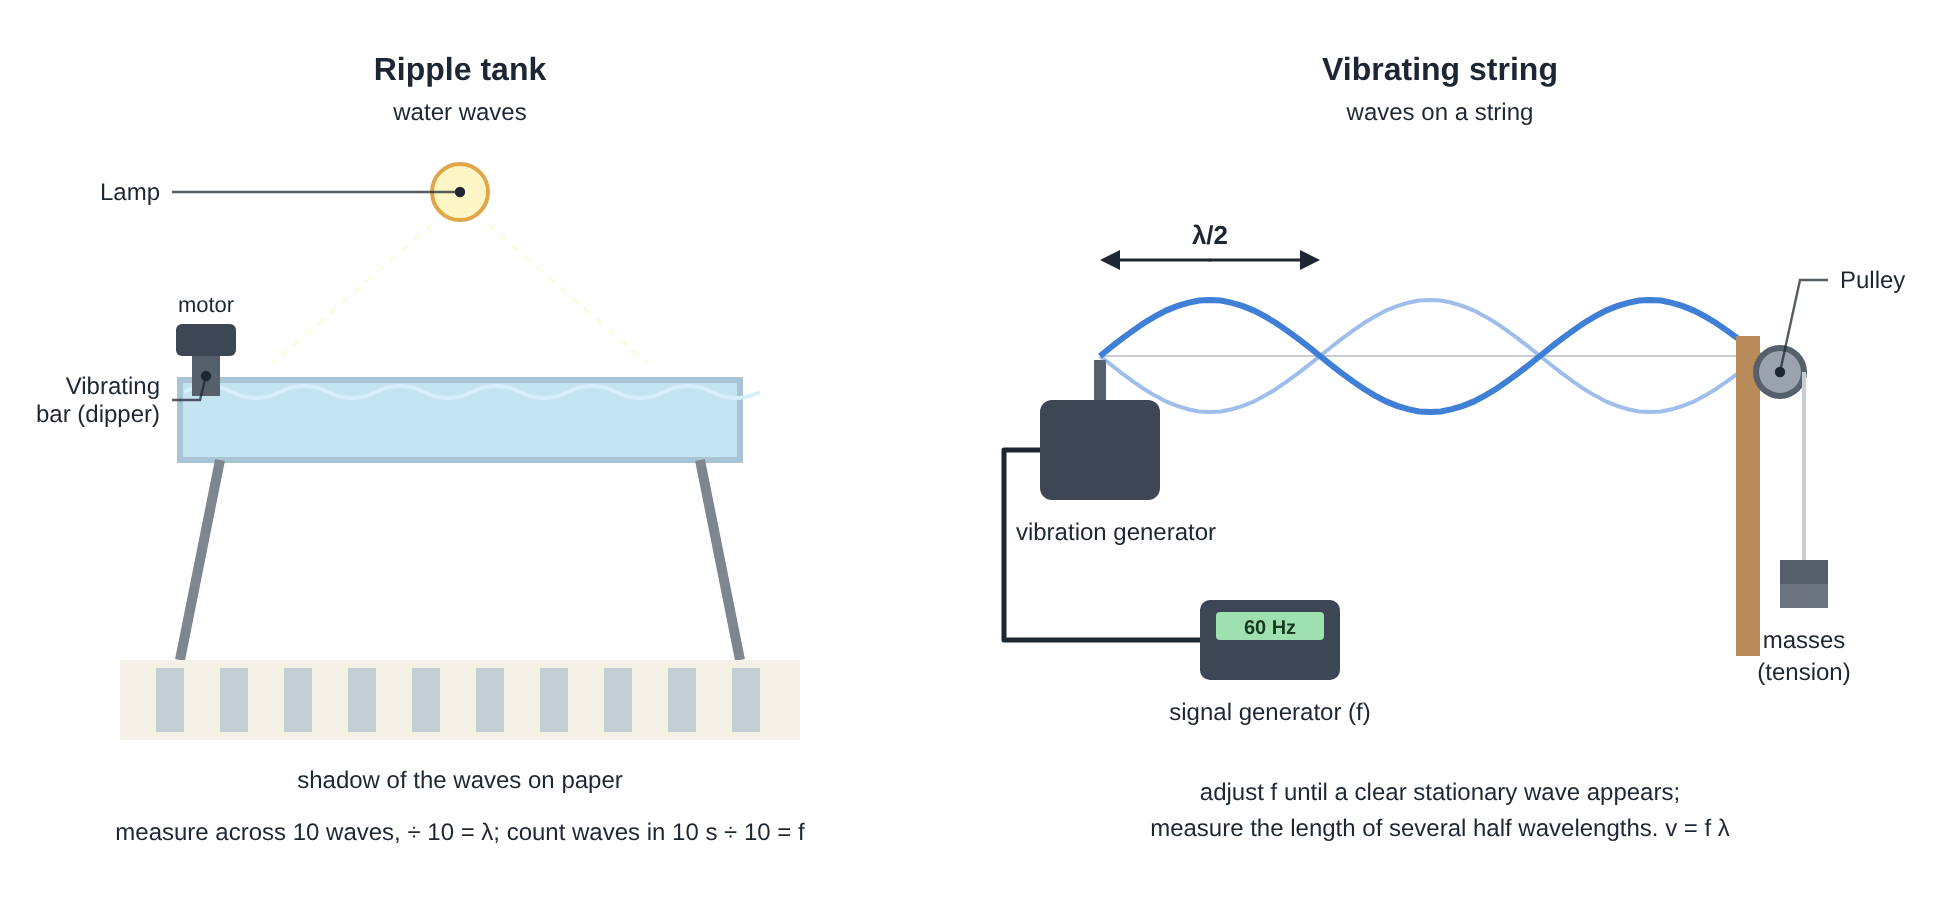 Ripple tank
water waves
Lamp
motor
Vibrating
bar (dipper)
shadow of the waves on paper
measure across 10 waves, ÷ 10 = λ; count waves in 10 s ÷ 10 = f
Vibrating string
waves on a string
λ/2
Pulley
vibration generator
60 Hz
signal generator (f)
masses
(tension)
adjust f until a clear stationary wave appears;
measure the length of several half wavelengths. v = f λ